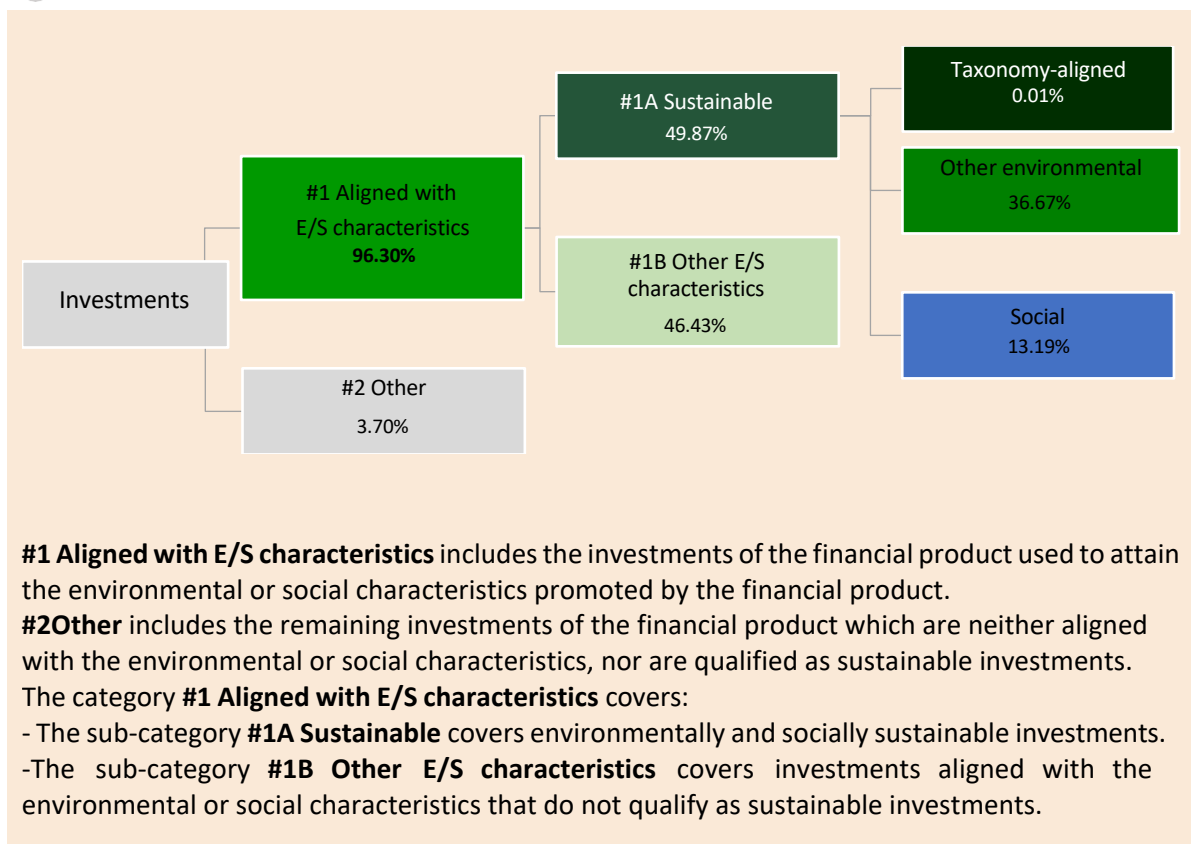 Taxonomy-aligned
0.01%
#1A Sustainable
49.87%
Other environmental
36.67%
#1 Aligned with
E/S characteristics
96.30%
#1B Other E/S
characteristics
46.43%
Investments
Social
13.19%
#2 Other
3.70%
#1 Aligned with E/S characteristics includes the investments of the financial product used to attain
the environmental or social characteristics promoted by the financial product.
#2Other includes the remaining investments of the financial product which are neither aligned
with the environmental or social characteristics, nor are qualified as sustainable investments.
The category #1 Aligned with E/S characteristics covers:
- The sub-category #1A Sustainable covers environmentally and socially sustainable investments.
-The sub-category #1B Other E/S characteristics covers investments aligned with the
environmental or social characteristics that do not qualify as sustainable investments.